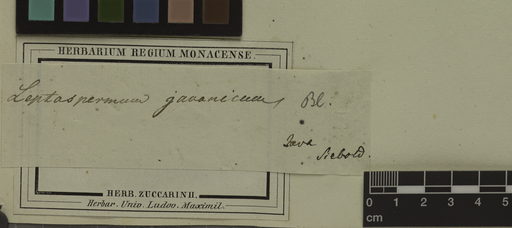 HERBARIUM REGIUM MONACENSE.
Leptospermum javanicum Bl.
Java
Siebold.
HERB. ZUCCARINII.
Herbar. Univ. Ludov. Maximil.
0 1 2 3 4 5
cm